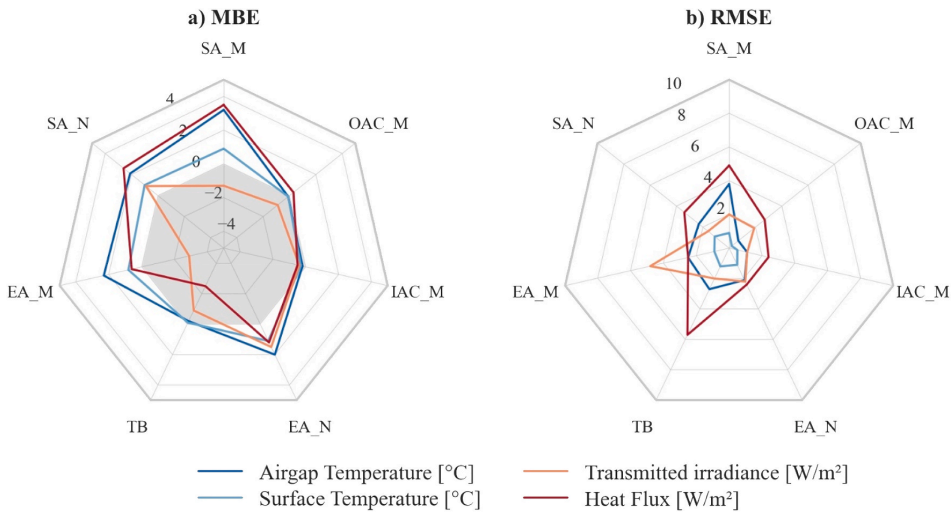 a) MBE
b) RMSE
SA_M
SA_M
4
2
0
−2
−4
10
8
6
4
2
SA_N
OAC_M
SA_N
OAC_M
EA_M
IAC_M
EA_M
IAC_M
TB
EA_N
TB
EA_N
Airgap Temperature [°C]
Transmitted irradiance [W/m²]
Surface Temperature [°C]
Heat Flux [W/m²]